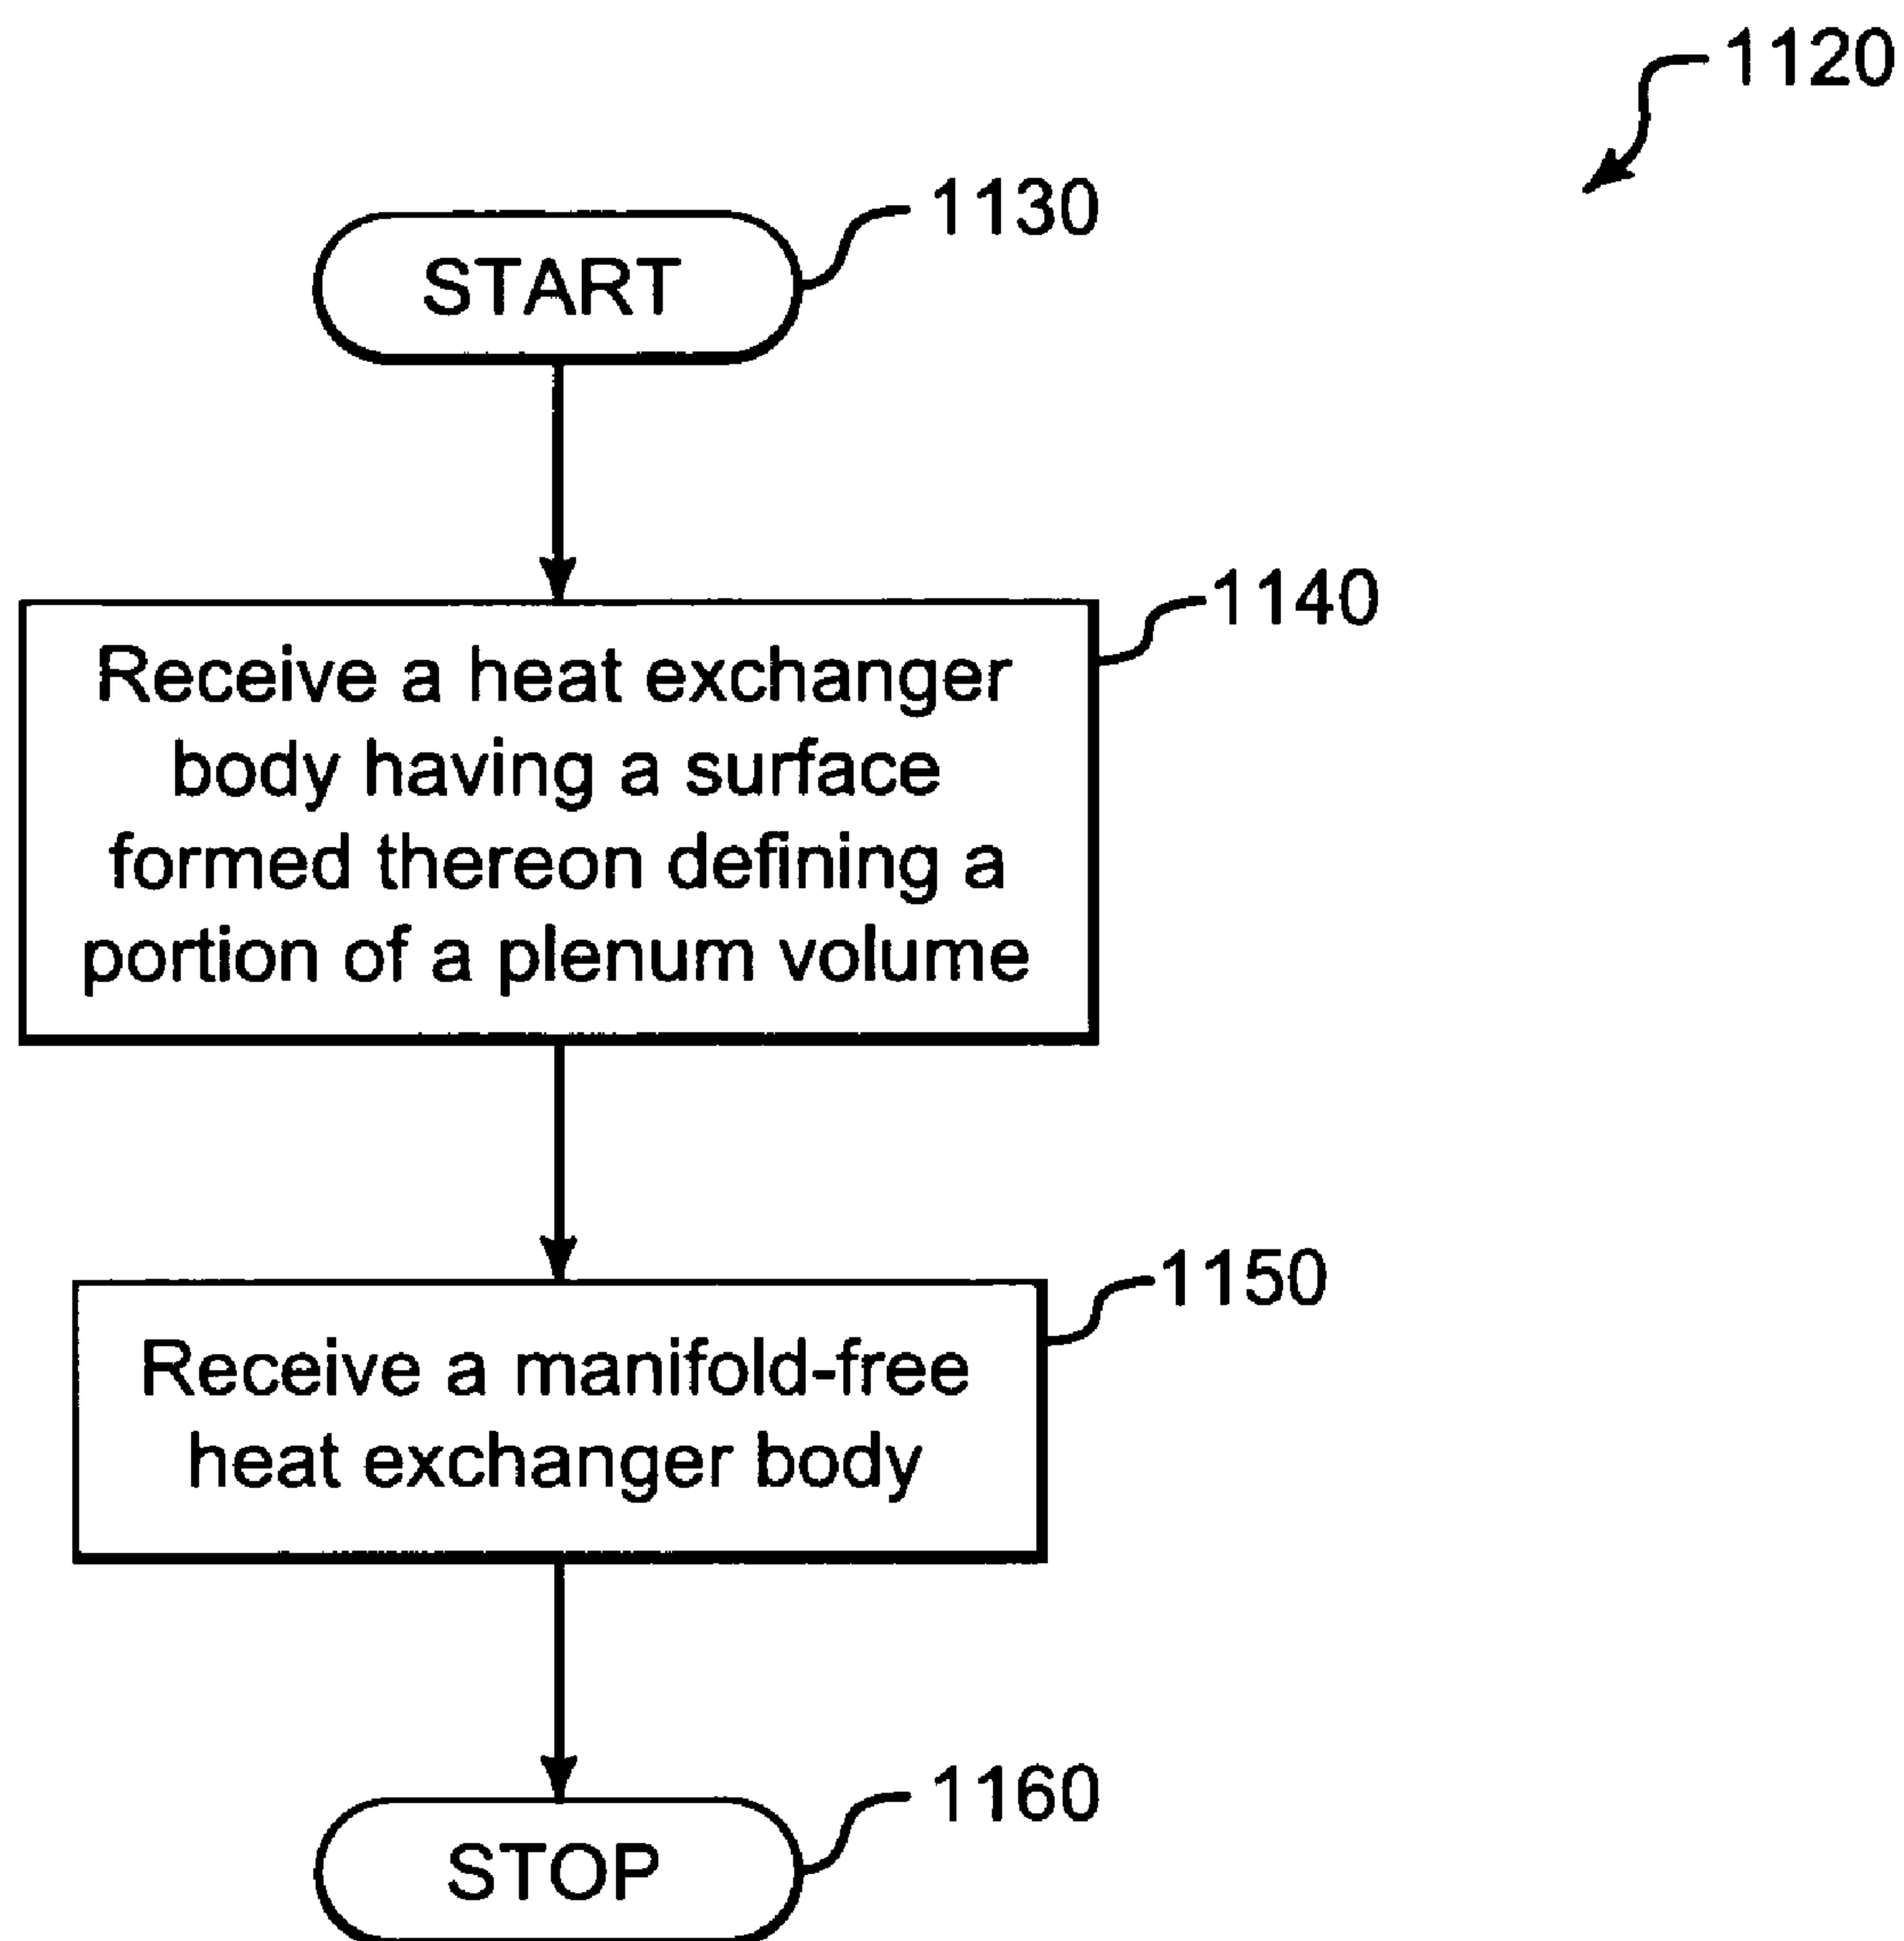 1120
1130
START
1140
Receive a heat exchanger
body having a surface
formed thereon defining a
portion of a plenum volume
1150
Receive a manifold-free
heat exchanger body
1160
STOP